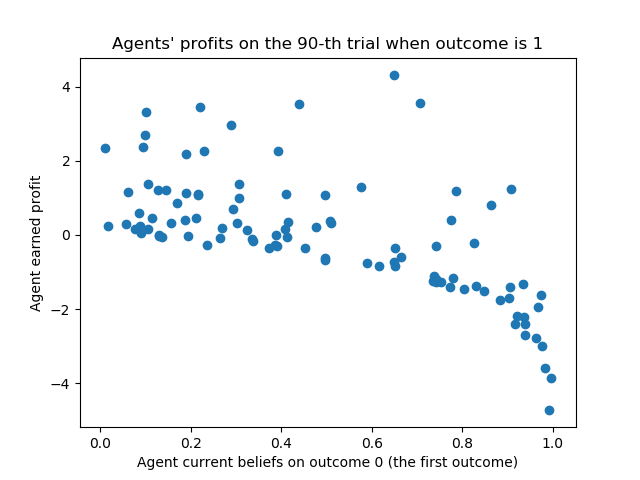 Agents' profits on the 90-th trial when outcome is 1
4
2
0
−2
−4
Agent earned profit
0.0 0.2 0.4 0.6 0.8 1.0
Agent current beliefs on outcome 0 (the first outcome)